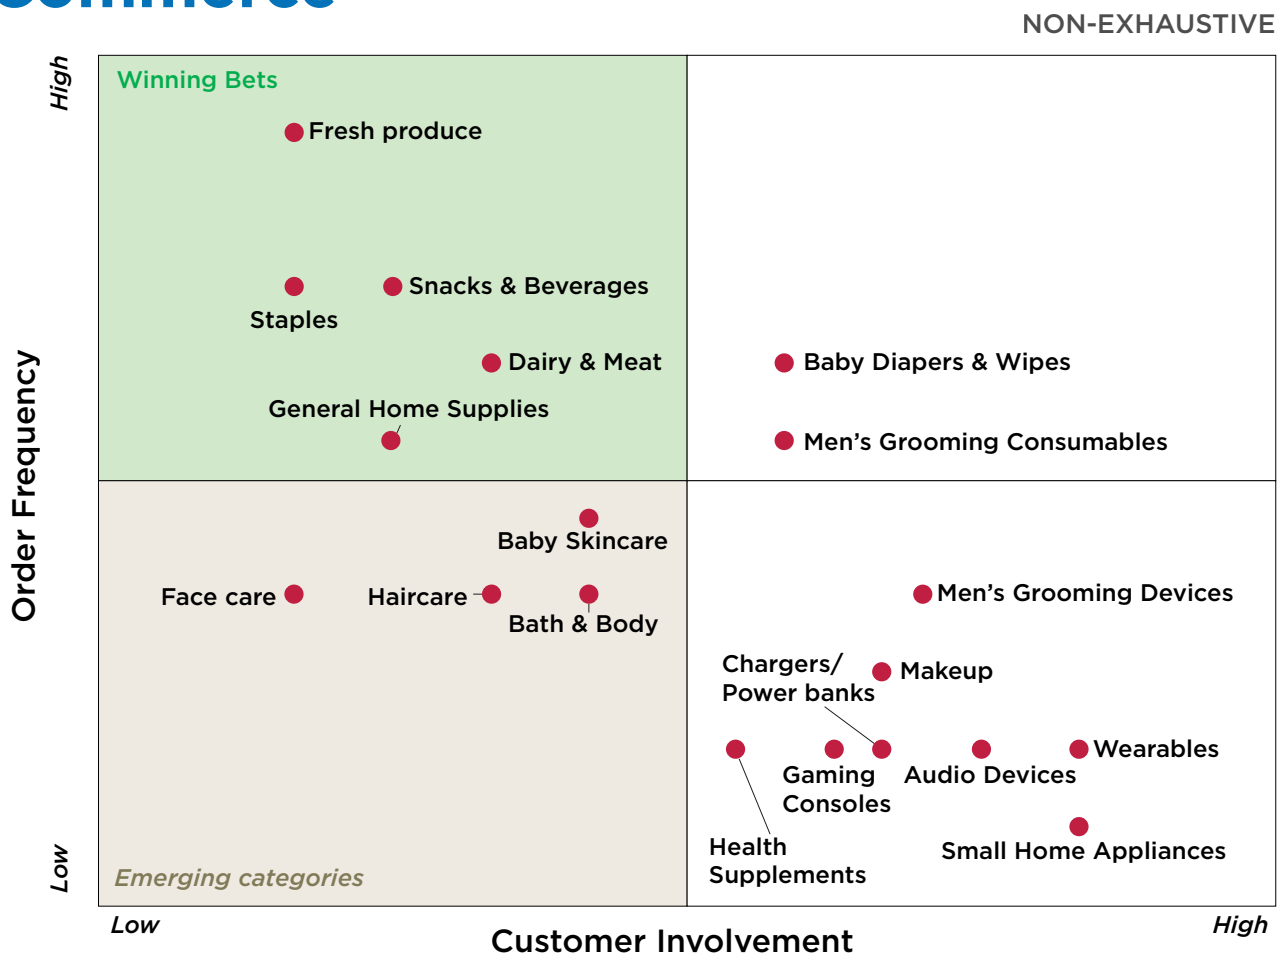 Commerce
NON-EXHAUSTIVE
High
Winning Bets
Fresh produce
Snacks & Beverages
Staples
Dairy & Meat
Baby Diapers & Wipes
General Home Supplies
Men's Grooming Consumables
Order Frequency
Baby Skincare
Face care
Haircare
Bath & Body
Men's Grooming Devices
Chargers/
Power banks
Makeup
Wearables
Gaming
Consoles
Audio Devices
Health
Supplements
Small Home Appliances
Low
Emerging categories
Low
High
Customer Involvement